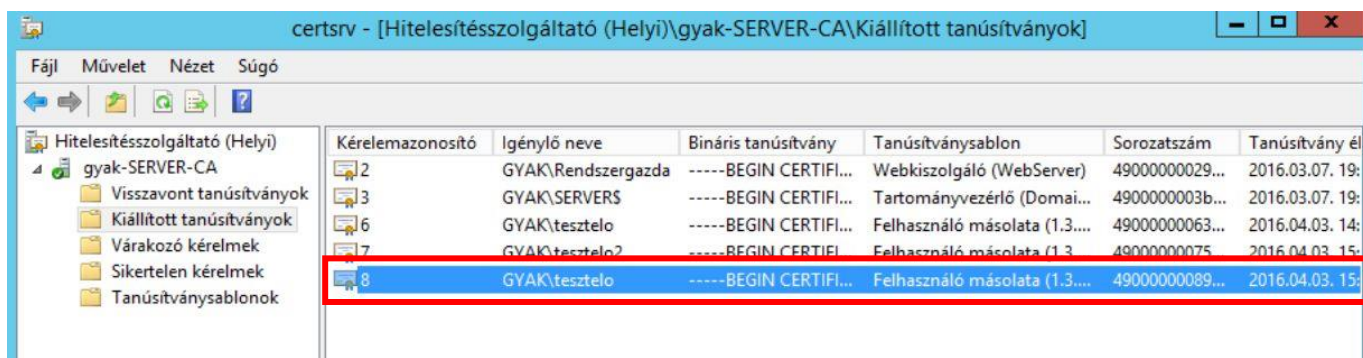 certsrv - [Hitelesítésszolgáltató (Helyi)\gyak-SERVER-CA\Kiállított tanúsítványok]
Fájl Művelet Nézet Súgó
Hitelesítésszolgáltató (Helyi)
gyak-SERVER-CA
Visszavont tanúsítványok
Kiállított tanúsítványok
Várakozó kérelmek
Sikertelen kérelmek
Tanúsítványsablonok
Kérelemazonosító Igénylő neve Bináris tanúsítvány Tanúsítványsablon Sorozatszám Tanúsítvány él
2 GYAK\Rendszergazda -----BEGIN CERTIFI... Webkiszolgáló (WebServer) 49000000029... 2016.03.07. 19:
3 GYAK\SERVER$ -----BEGIN CERTIFI... Tartományvezérlő (Domai... 4900000003b... 2016.03.07. 19:
6 GYAK\tesztelo -----BEGIN CERTIFI... Felhasználó másolata (1.3.... 49000000063... 2016.04.03. 14:
7 GYAK\tesztelo2 -----BEGIN CERTIFI... Felhasználó másolata (1.3.... 49000000075... 2016.04.03. 15:
8 GYAK\tesztelo -----BEGIN CERTIFI... Felhasználó másolata (1.3.... 49000000089... 2016.04.03. 15: